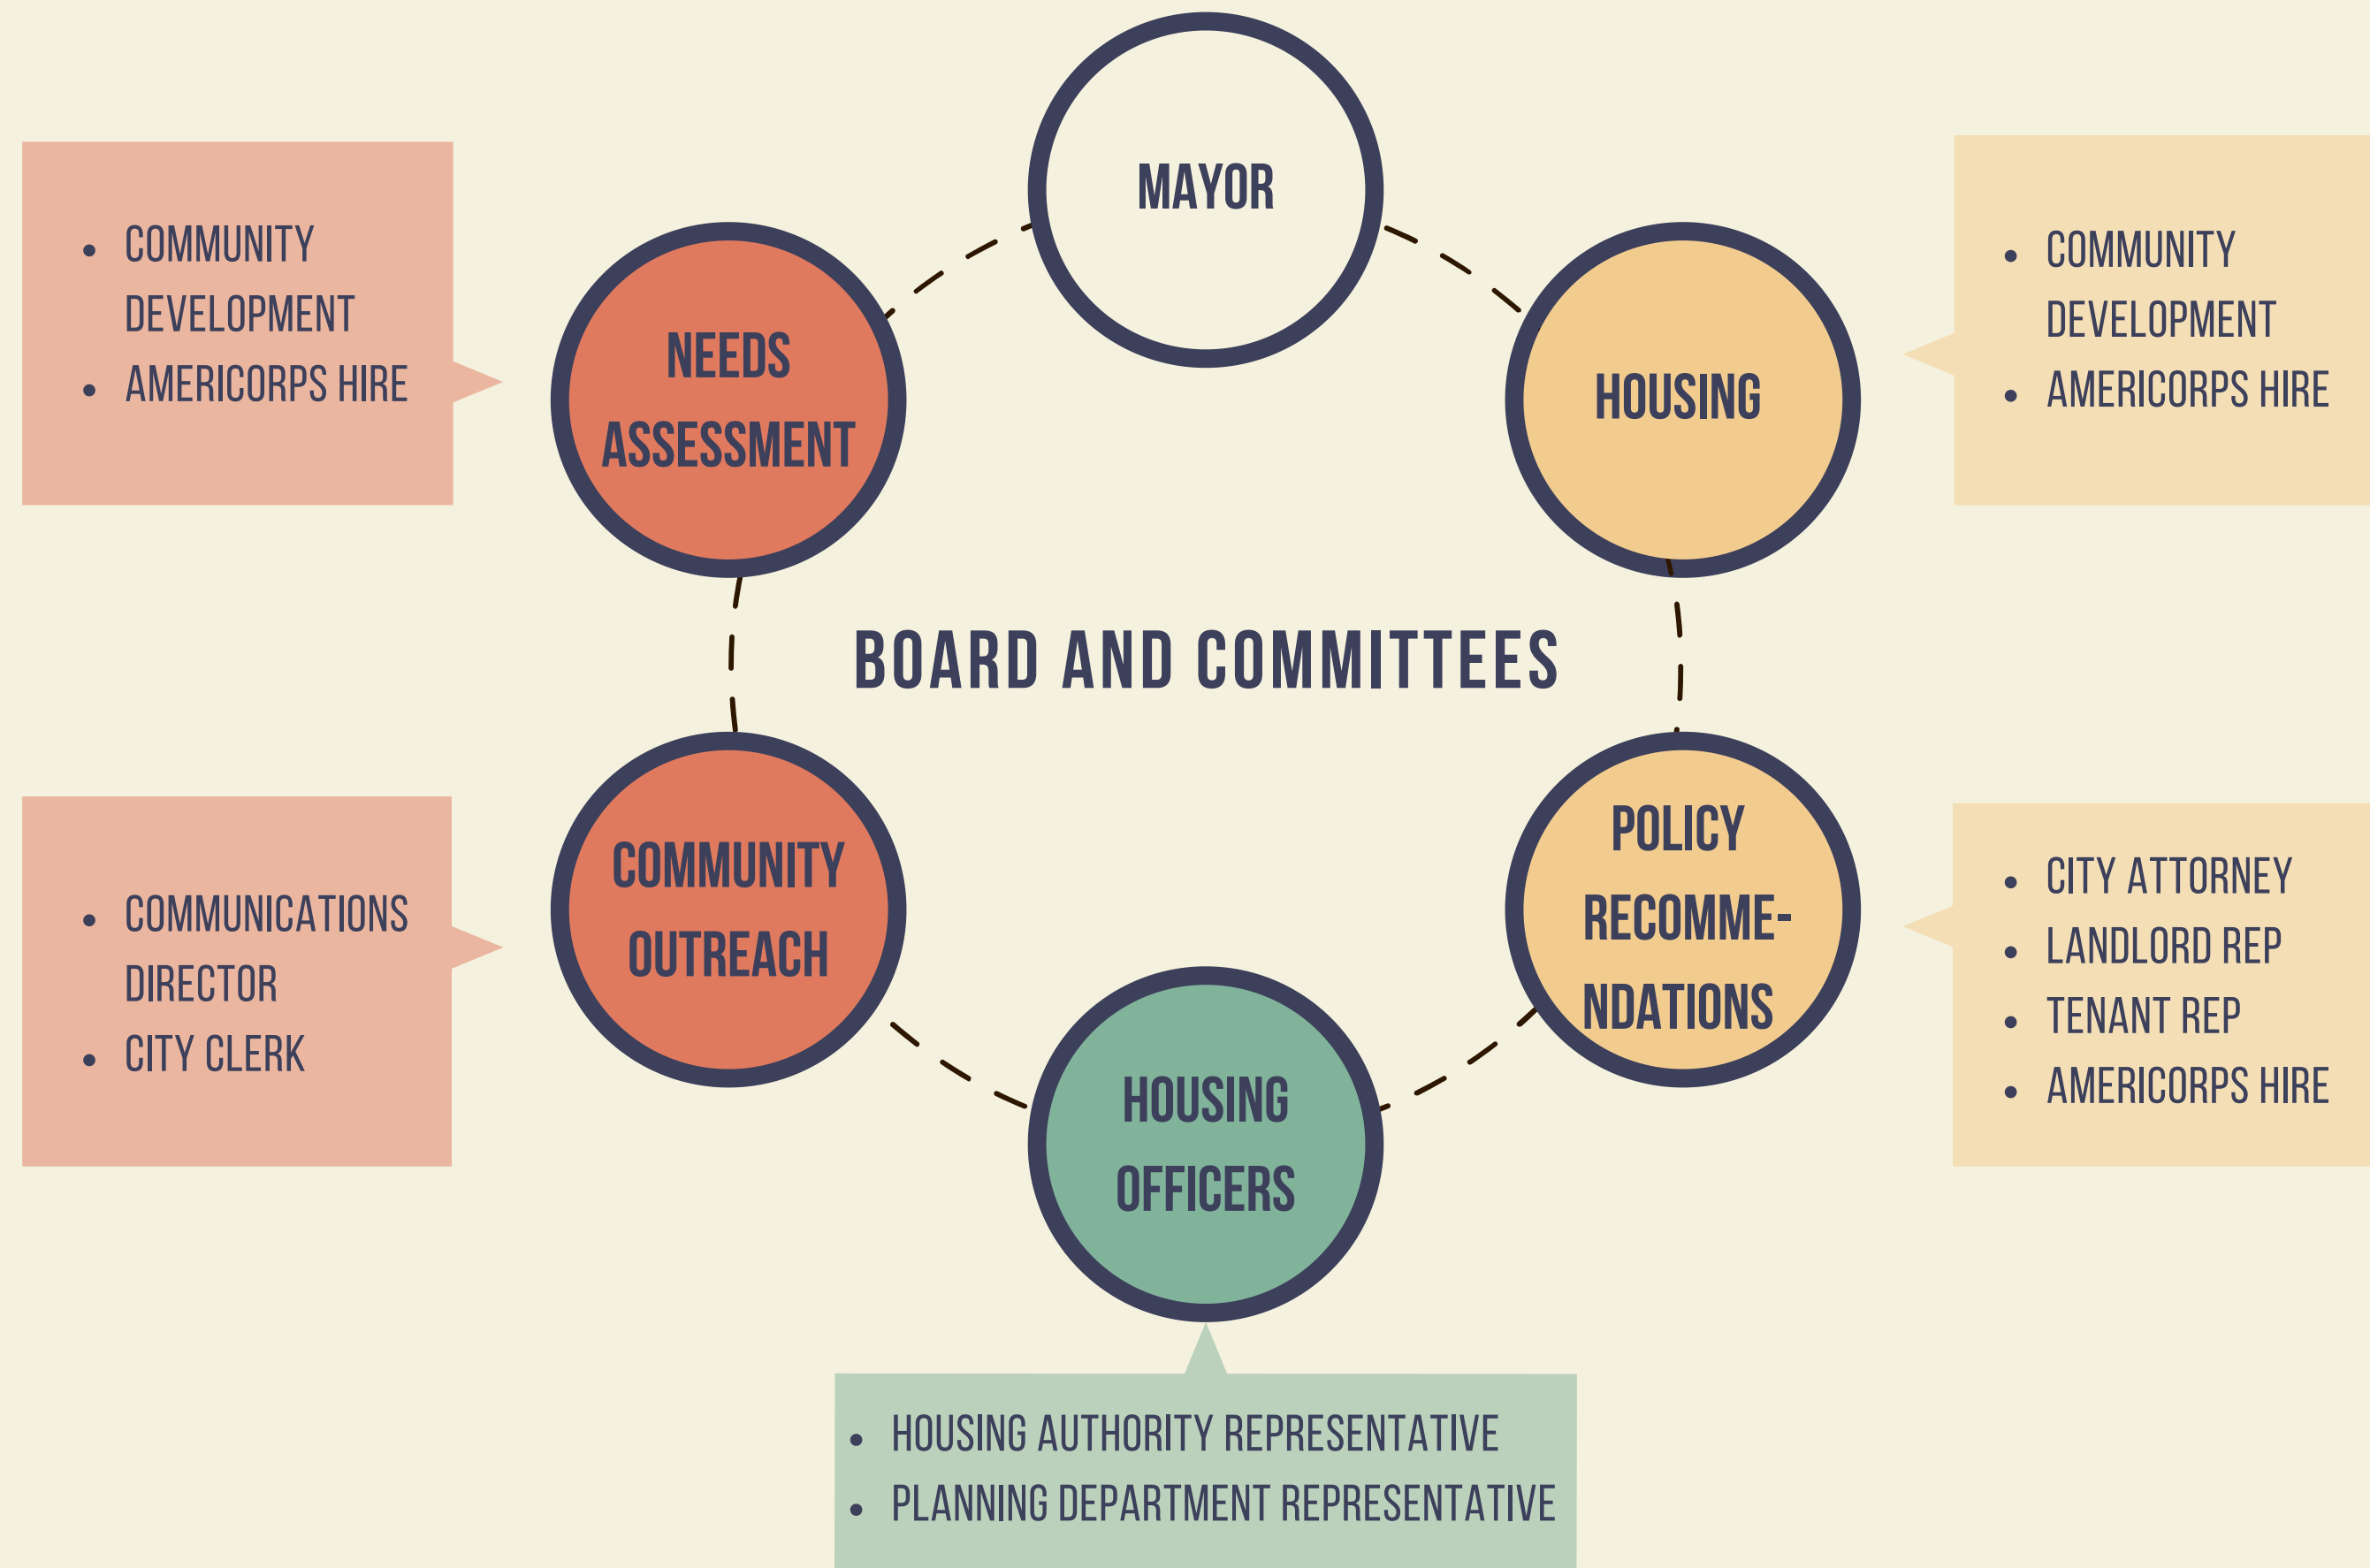 MAYOR
• COMMUNITY
DEVELOPMENT
• AMERICORPS HIRE
NEEDS
ASSESSMENT
HOUSING
• COMMUNITY
DEVELOPMENT
• AMERICORPS HIRE
BOARD AND COMMITTEES
• COMMUNICATIONS
DIRECTOR
• CITY CLERK
COMMUNITY
OUTREACH
POLICY
RECOMME-
NDATIONS
• CITY ATTORNEY
• LANDLORD REP
• TENANT REP
• AMERICORPS HIRE
HOUSING
OFFICERS
• HOUSING AUTHORITY REPRESENTATIVE
• PLANNING DEPARTMENT REPRESENTATIVE